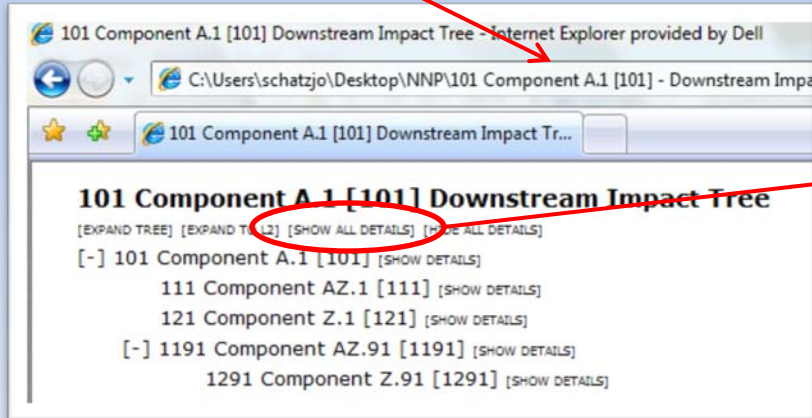 101 Component A.1 [101] Downstream Impact Tree - Internet Explorer provided by Dell
C:\Users\schatzjo\Desktop\NNP\101 Component A.1 [101] - Downstream Impa
101 Component A.1 [101] Downstream Impact Tr...
101 Component A.1 [101] Downstream Impact Tree
[EXPAND TREE] [EXPAND TO L2] [SHOW ALL DETAILS] [HIDE ALL DETAILS]
[-] 101 Component A.1 [101] [SHOW DETAILS]
111 Component AZ.1 [111] [SHOW DETAILS]
121 Component Z.1 [121] [SHOW DETAILS]
[-] 1191 Component AZ.91 [1191] [SHOW DETAILS]
1291 Component Z.91 [1291] [SHOW DETAILS]